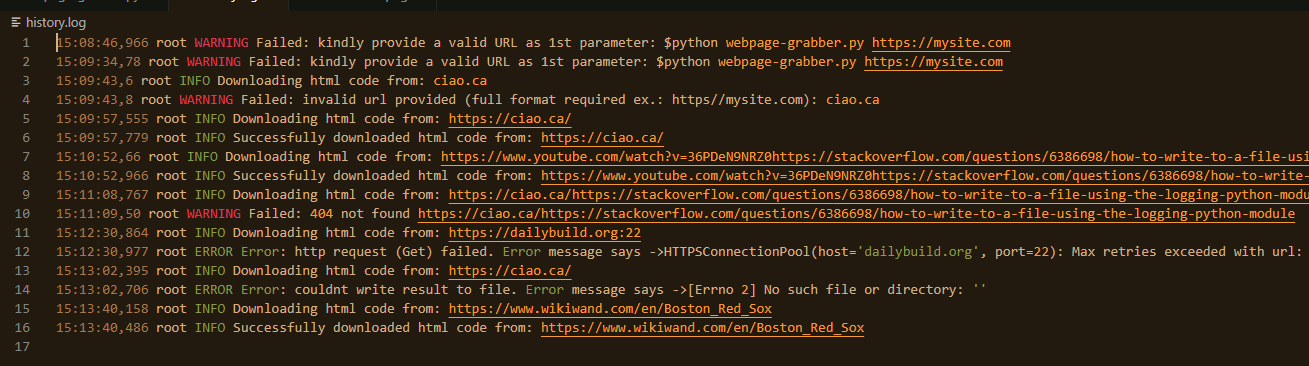 history.log
1 15:08:46,966 root WARNING Failed: kindly provide a valid URL as 1st parameter: $python webpage-grabber.py https://mysite.com
2 15:09:34,78 root WARNING Failed: kindly provide a valid URL as 1st parameter: $python webpage-grabber.py https://mysite.com
3 15:09:43,6 root INFO Downloading html code from: ciao.ca
4 15:09:43,8 root WARNING Failed: invalid url provided (full format required ex.: https//mysite.com): ciao.ca
5 15:09:57,555 root INFO Downloading html code from: https://ciao.ca/
6 15:09:57,779 root INFO Successfully downloaded html code from: https://ciao.ca/
7 15:10:52,66 root INFO Downloading html code from: https://www.youtube.com/watch?v=36PDeN9NRZ0https://stackoverflow.com/questions/6386698/how-to-write-to-a-file-usi
8 15:10:52,966 root INFO Successfully downloaded html code from: https://www.youtube.com/watch?v=36PDeN9NRZ0https://stackoverflow.com/questions/6386698/how-to-write-
9 15:11:08,767 root INFO Downloading html code from: https://ciao.ca/https://stackoverflow.com/questions/6386698/how-to-write-to-a-file-using-the-logging-python-modu
10 15:11:09,50 root WARNING Failed: 404 not found https://ciao.ca/https://stackoverflow.com/questions/6386698/how-to-write-to-a-file-using-the-logging-python-module
11 15:12:30,864 root INFO Downloading html code from: https://dailybuild.org:22
12 15:12:30,977 root ERROR Error: http request (Get) failed. Error message says ->HTTPSConnectionPool(host='dailybuild.org', port=22): Max retries exceeded with url:
13 15:13:02,395 root INFO Downloading html code from: https://ciao.ca/
14 15:13:02,706 root ERROR Error: couldnt write result to file. Error message says ->[Errno 2] No such file or directory: ''
15 15:13:40,158 root INFO Downloading html code from: https://www.wikiwand.com/en/Boston_Red_Sox
16 15:13:40,486 root INFO Successfully downloaded html code from: https://www.wikiwand.com/en/Boston_Red_Sox
17